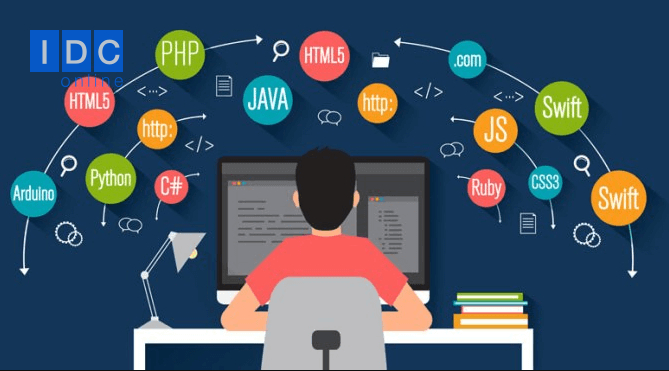 IDC
online
PHP
HTML5
.com
HTML5
JAVA
http:
Swift
http:
JS
Arduino
Python
C#
Ruby
CSS3
Swift